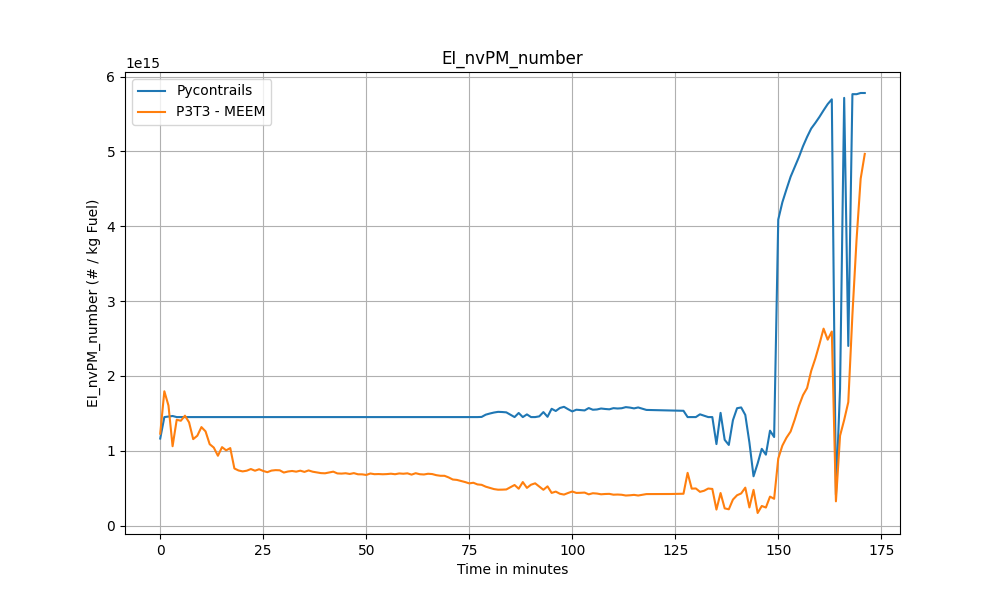 EI_nvPM_number
1e15
Pycontrails
P3T3 - MEEM
EI_nvPM_number (# / kg Fuel)
6
5
4
3
2
1
0
0 25 50 75 100 125 150 175
Time in minutes